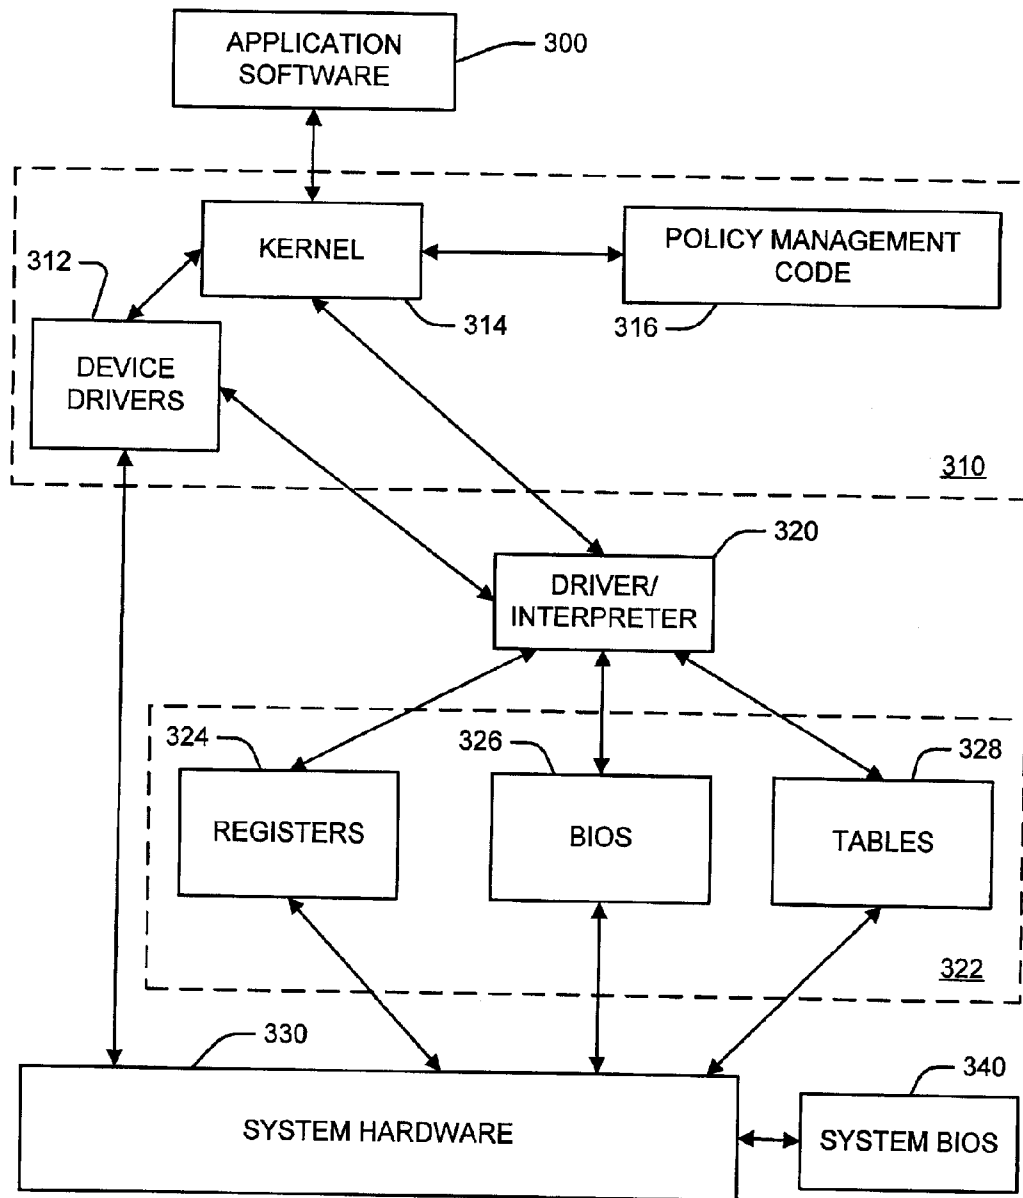 APPLICATION
SOFTWARE
300
KERNEL
314
POLICY MANAGEMENT
CODE
316
312
DEVICE
DRIVERS
310
320
DRIVER/
INTERPRETER
324
REGISTERS
326
BIOS
328
TABLES
322
330
SYSTEM HARDWARE
340
SYSTEM BIOS